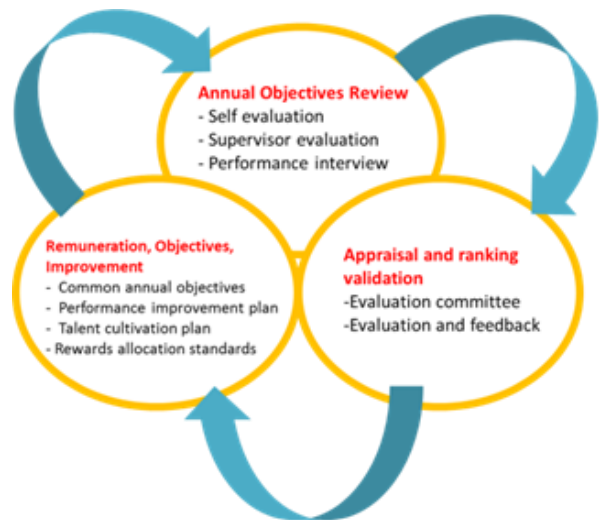 Annual Objectives Review
- Self evaluation
- Supervisor evaluation
- Performance interview
Remuneration, Objectives,
Improvement
- Common annual objectives
- Performance improvement plan
- Talent cultivation plan
- Rewards allocation standards
Appraisal and ranking
validation
-Evaluation committee
-Evaluation and feedback